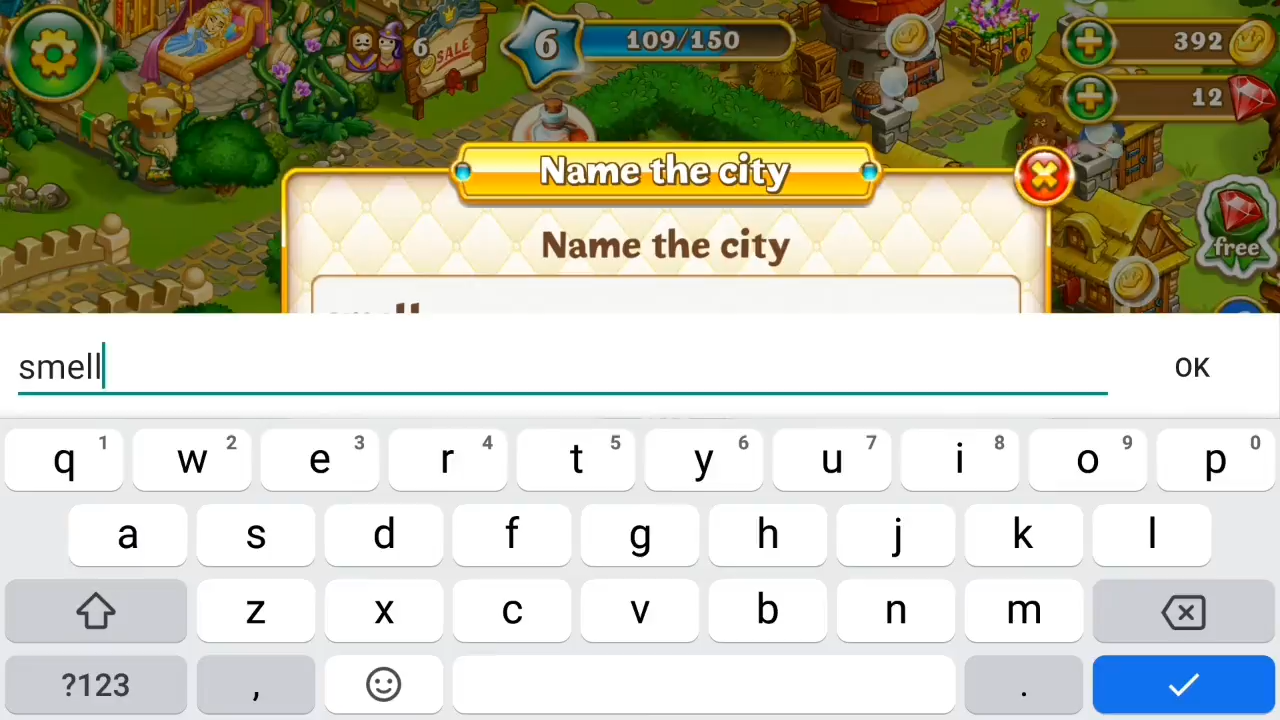 6
SALE
6
109/150
392
12
Name the city
free
Name the city
smell
OK
q 1 w 2 e 3 r 4 t 5 y 6 u 7 i 8 o 9 p 0
a s d f g h j k l
z x c v b n m
?123 , .